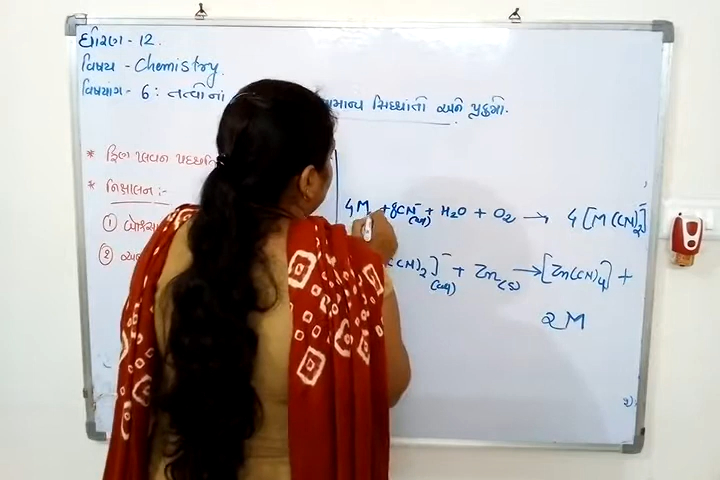 ધોરણ - 12.
વિષય - Chemistry.
વિષયાંગ - 6 : તત્વોનાં સામાન્ય સિધ્ધાંતો અને પ્રક્રમો.
* ફિણ પ્લવન પદ્ધતિ
* નિક્ષાલન :-
①
②
4M + 8CN⁻(aq) + H₂O + O₂ → 4[M(CN)₂]⁻
(CN)₂]⁻(aq) + Zn(s) → [Zn(CN)₄ +
2M